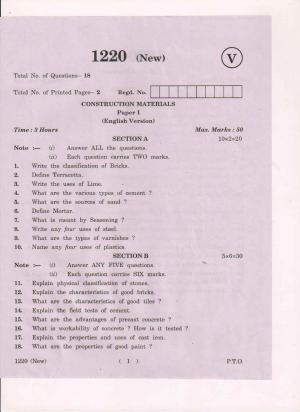 1220 (New)
V
Total No. of Questions– 18
Total No. of Printed Pages– 2 Regd. No.
CONSTRUCTION MATERIALS
Paper I
(English Version)
Time : 3 Hours Max. Marks : 50
SECTION A 10×2=20
Note :— (i) Answer ALL the questions.
(ii) Each question carries TWO marks.
1. Write the classification of Bricks.
2. Define Terracotta.
3. Write the uses of Lime.
4. What are the various types of cement ?
5. What are the sources of sand ?
6. Define Mortar.
7. What is meant by Seasoning ?
8. Write any four uses of steel.
9. What are the types of varnishes ?
10. Name any four uses of plastics.
SECTION B 5×6=30
Note :— (i) Answer ANY FIVE questions.
(ii) Each question carries SIX marks.
11. Explain physical classification of stones.
12. Explain the characteristics of good bricks.
13. What are the characteristics of good tiles ?
14. Explain the field tests of cement.
15. What are the advantages of precast concrete ?
16. What is workability of concrete ? How is it tested ?
17. Explain the properties and uses of cast iron.
18. What are the properties of good paint ?
1220 (New) ( 1 ) P.T.O.